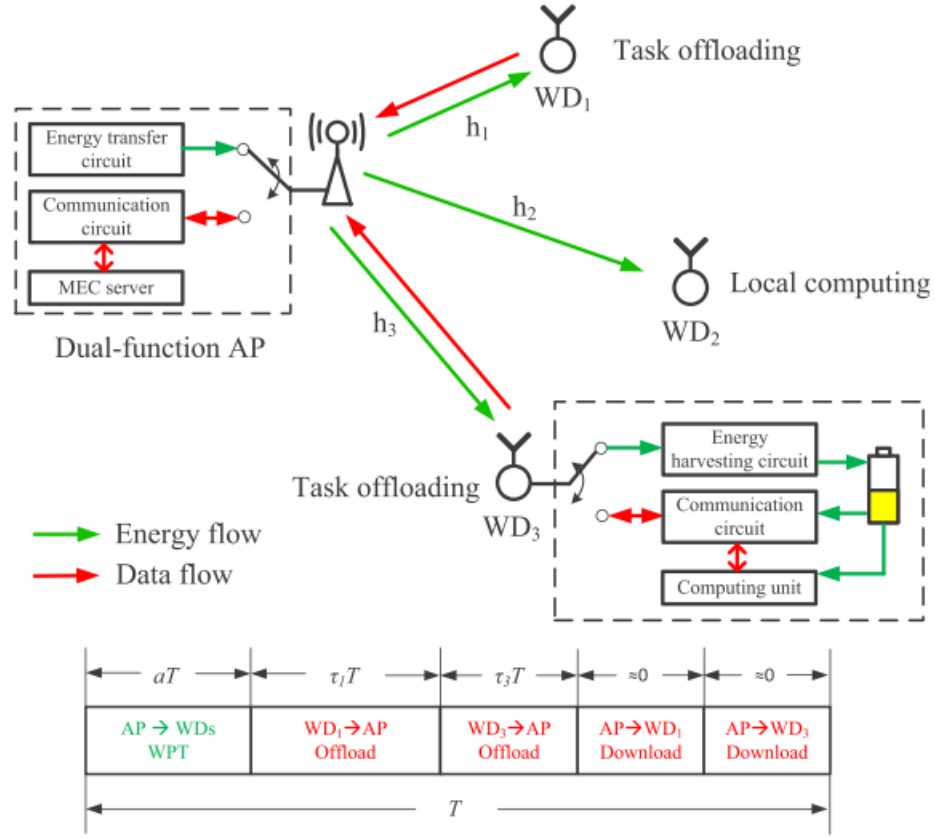 Task offloading
WD₁
h₁
Energy transfer
circuit
Communication
circuit
MEC server
Dual-function AP
h₂
Local computing
WD₂
h₃
Task offloading
WD₃
Energy
harvesting circuit
Communication
circuit
Computing unit
Energy flow
Data flow
aT
τ₁T
τ₃T
≈0
≈0
AP → WDs
WPT
WD₁→AP
Offload
WD₃→AP
Offload
AP→WD₁
Download
AP→WD₃
Download
T